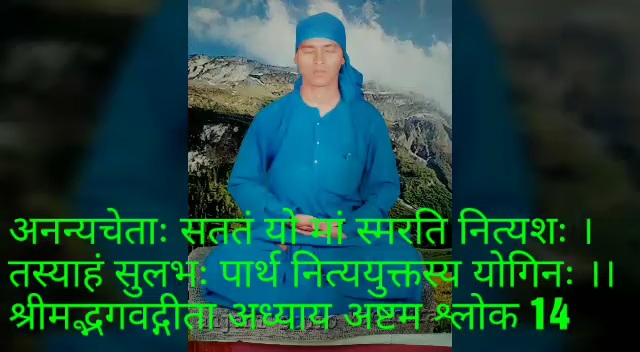 अनन्यचेताः सततं यो मां स्मरति नित्यशः ।
तस्याहं सुलभः पार्थ नित्ययुक्तस्य योगिनः ।।
श्रीमद्भगवद्गीता अध्याय अष्टम श्लोक 14